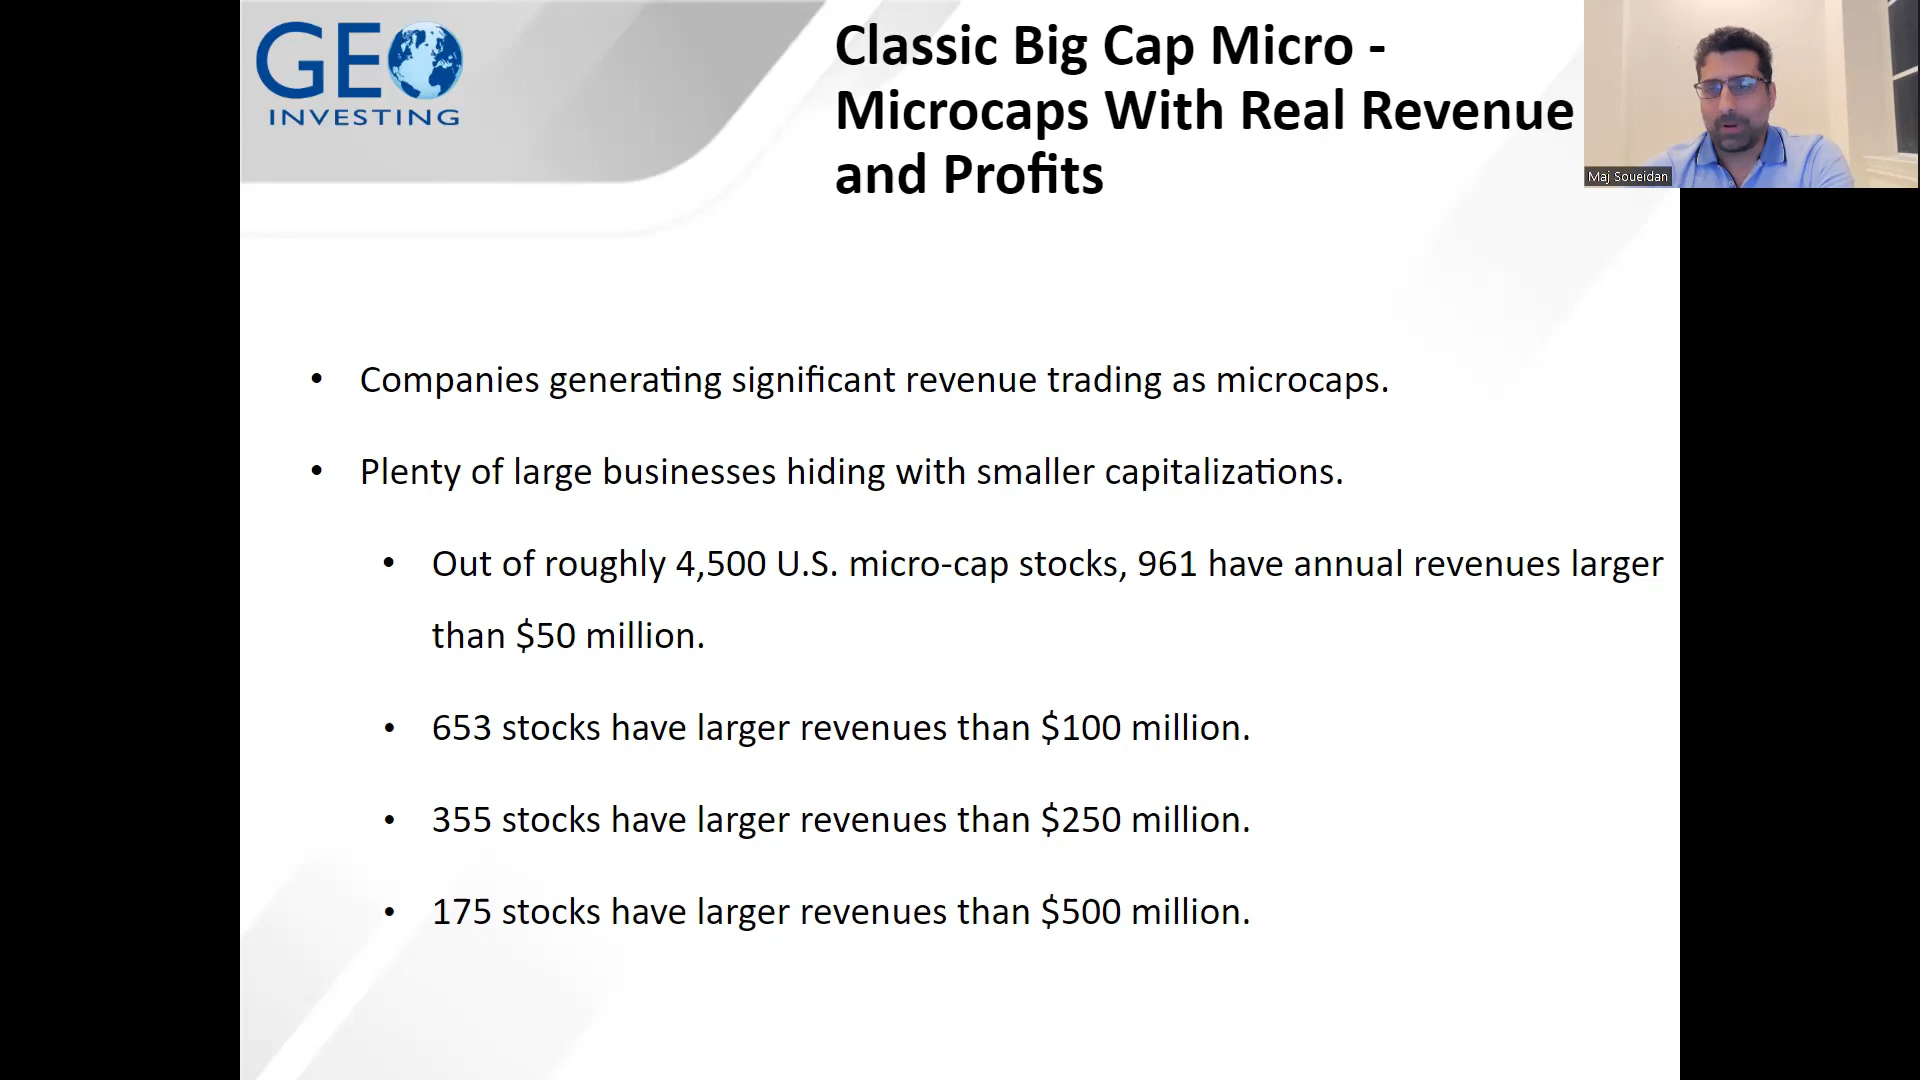 GEO
INVESTING
Classic Big Cap Micro -
Microcaps With Real Revenue
and Profits
Maj Soueidan
• Companies generating significant revenue trading as microcaps.
• Plenty of large businesses hiding with smaller capitalizations.
• Out of roughly 4,500 U.S. micro-cap stocks, 961 have annual revenues larger
than $50 million.
• 653 stocks have larger revenues than $100 million.
• 355 stocks have larger revenues than $250 million.
• 175 stocks have larger revenues than $500 million.